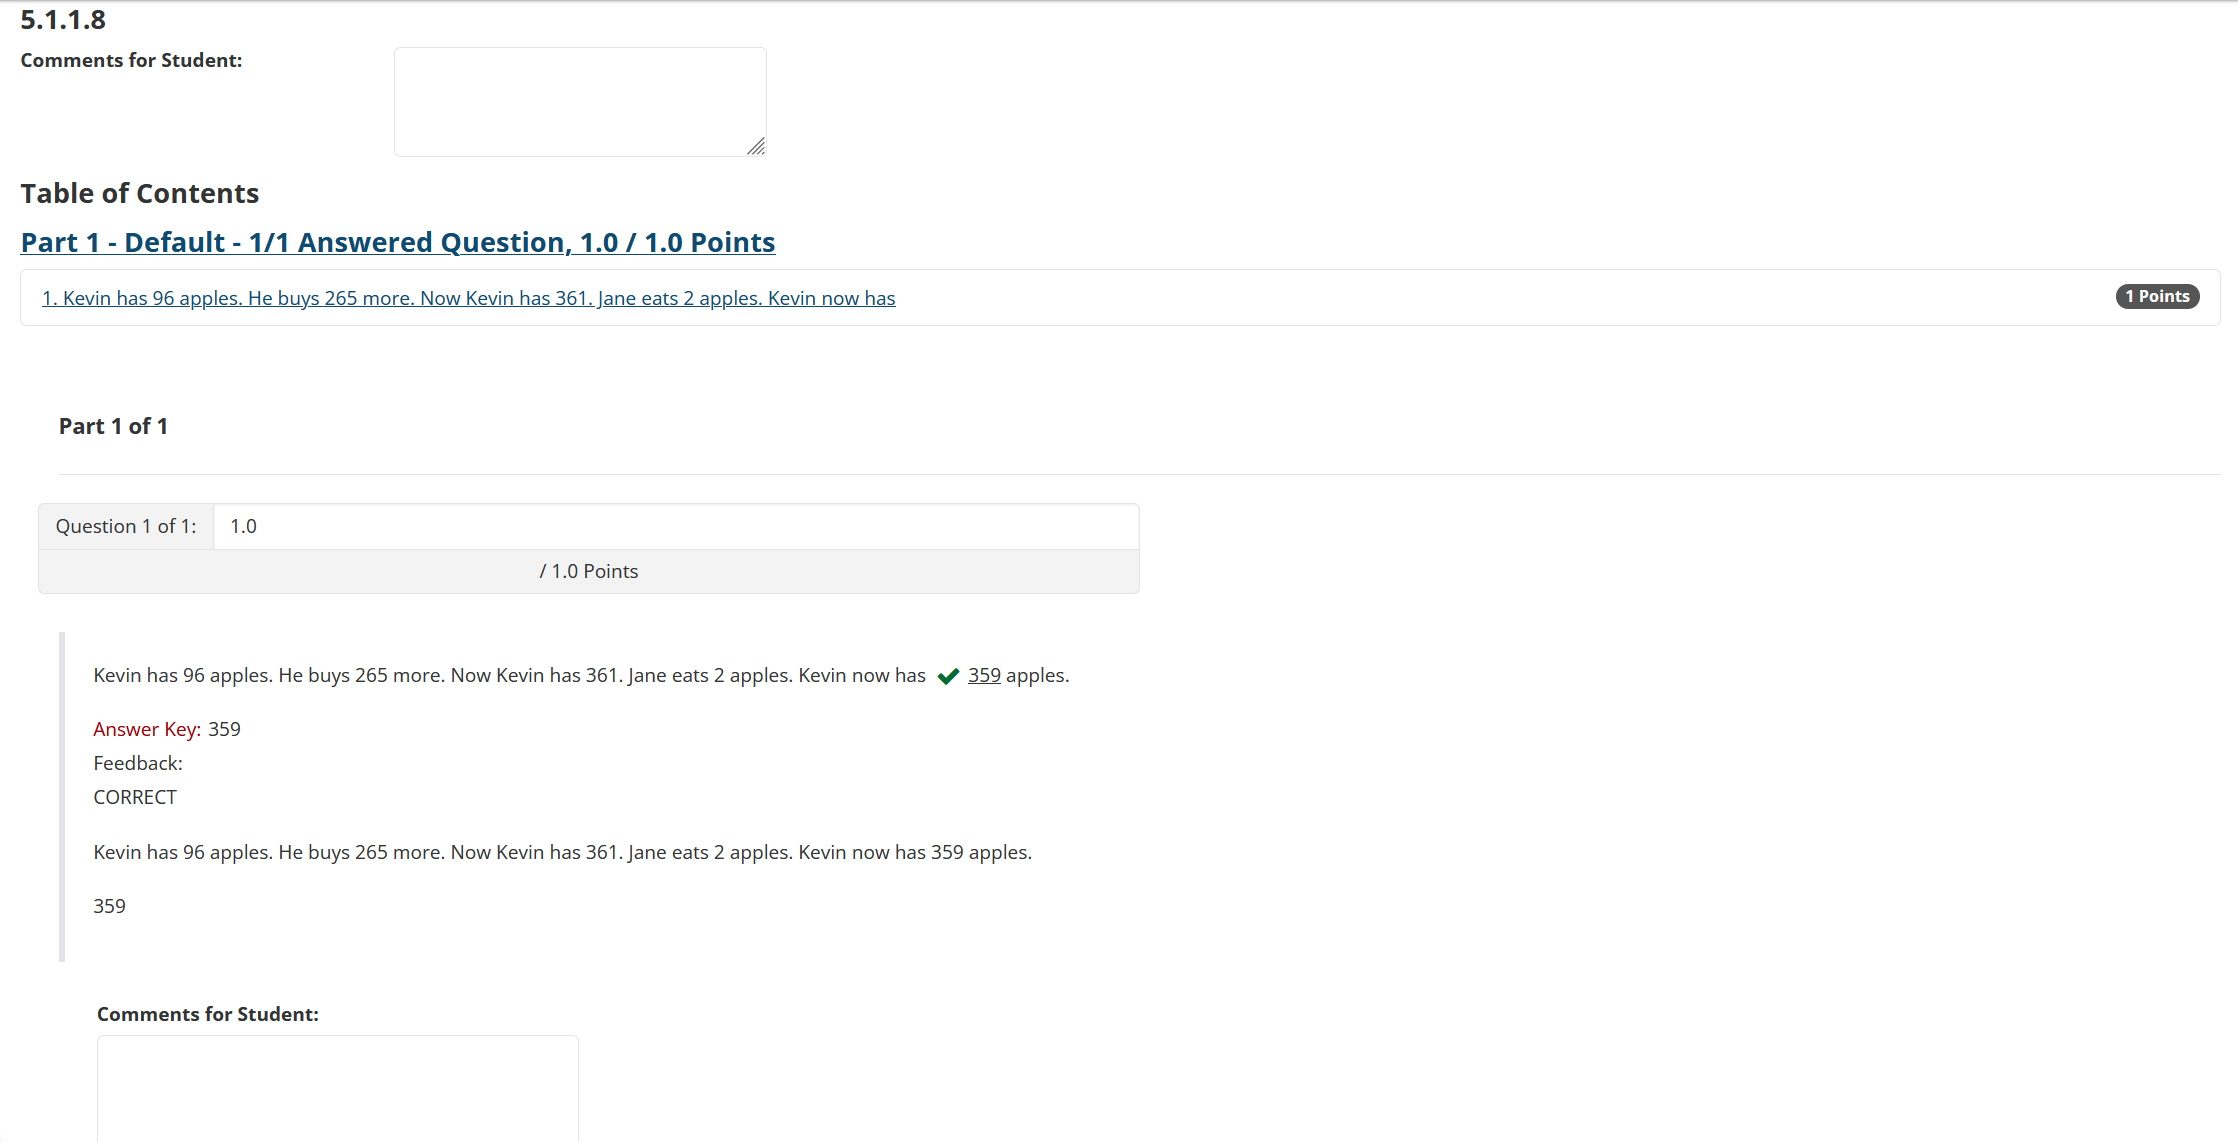 5.1.1.8
Comments for Student:
Table of Contents
Part 1 - Default - 1/1 Answered Question, 1.0 / 1.0 Points
1. Kevin has 96 apples. He buys 265 more. Now Kevin has 361. Jane eats 2 apples. Kevin now has
1 Points
Part 1 of 1
Question 1 of 1: 1.0
/ 1.0 Points
Kevin has 96 apples. He buys 265 more. Now Kevin has 361. Jane eats 2 apples. Kevin now has 359 apples.
Answer Key: 359
Feedback:
CORRECT
Kevin has 96 apples. He buys 265 more. Now Kevin has 361. Jane eats 2 apples. Kevin now has 359 apples.
359
Comments for Student: